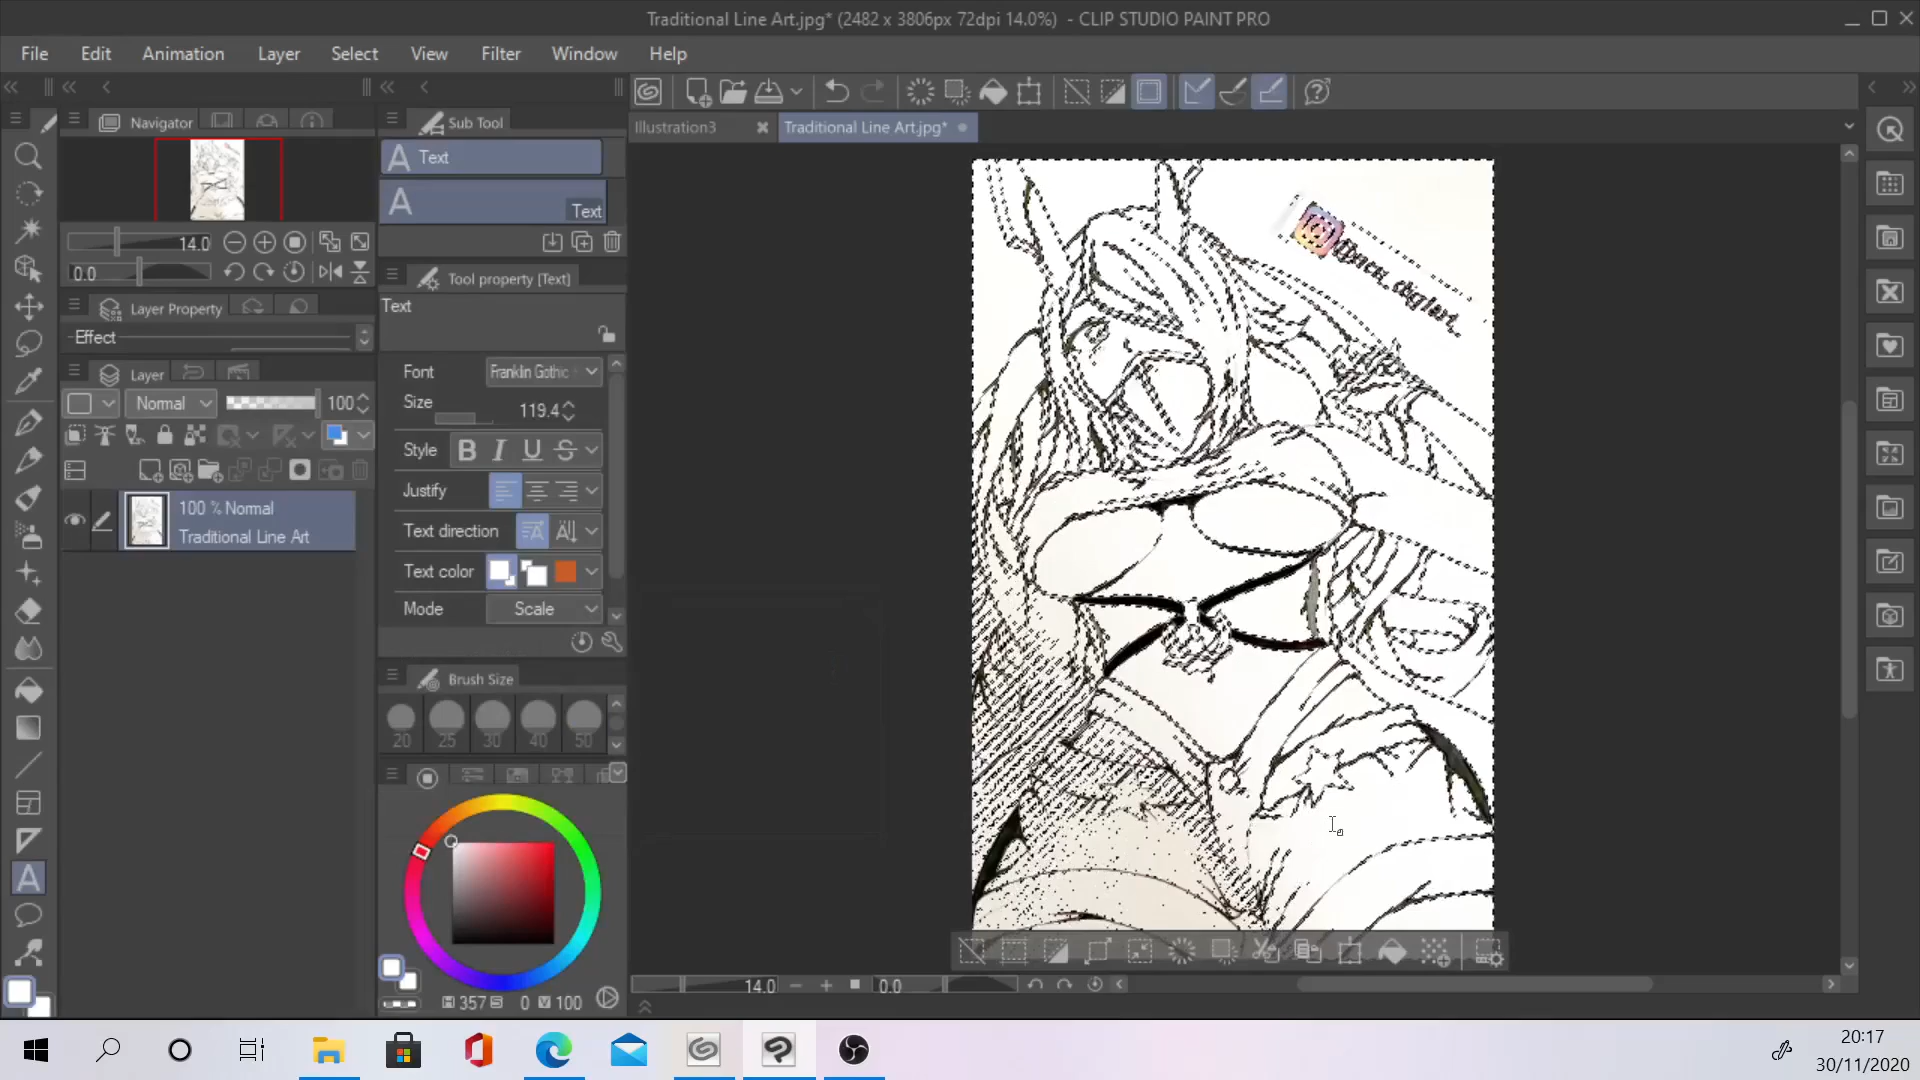 Traditional Line Art.jpg* (2482 x 3806px 72dpi 14.0%)  - CLIP STUDIO PAINT PRO
File Edit Animation Layer Select View Filter Window Help
Navigator
Sub Tool
Illustration3 Traditional Line Art.jpg*
Text
Text
14.0
0.0
Tool property [Text]
Layer Property
Text
Effect
Font Franklin Gothic
Layer
Size 119.4
Normal 100
Style B I U S
Justify
100 % Normal
Traditional Line Art
Text direction
Text color
Mode Scale
Brush Size
20 25 30 40 50
H 357 S 0 V 100
14.0 0.0
20:17
30/11/2020